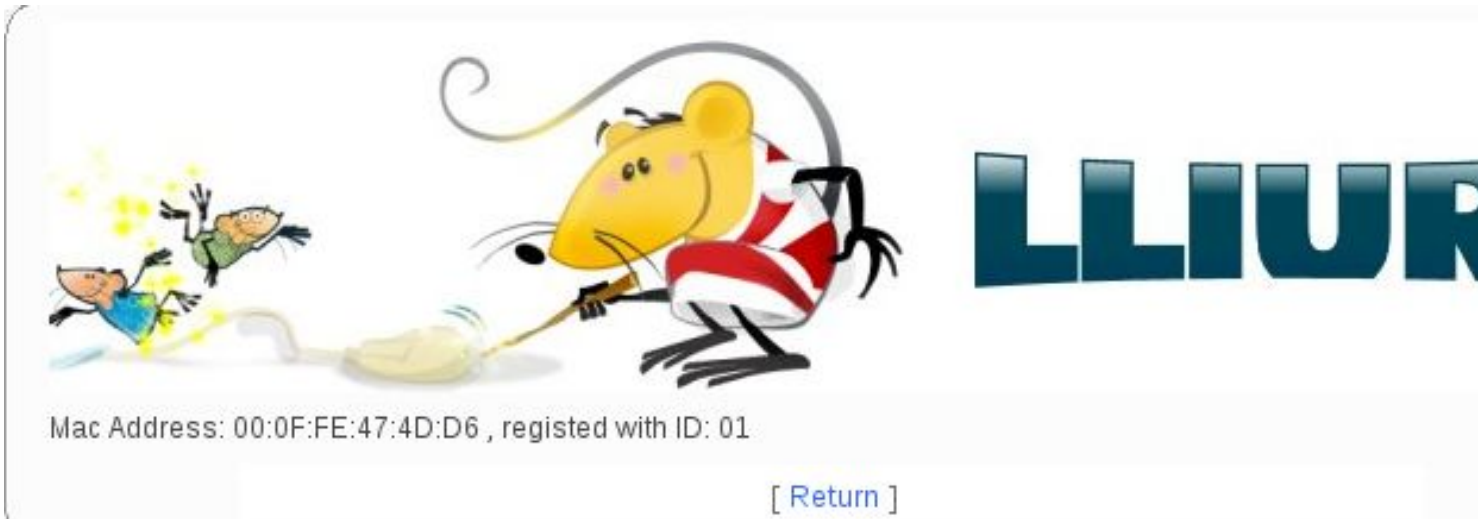 LLIUR
Mac Address: 00:0F:FE:47:4D:D6 , registed with ID: 01
[ Return ]